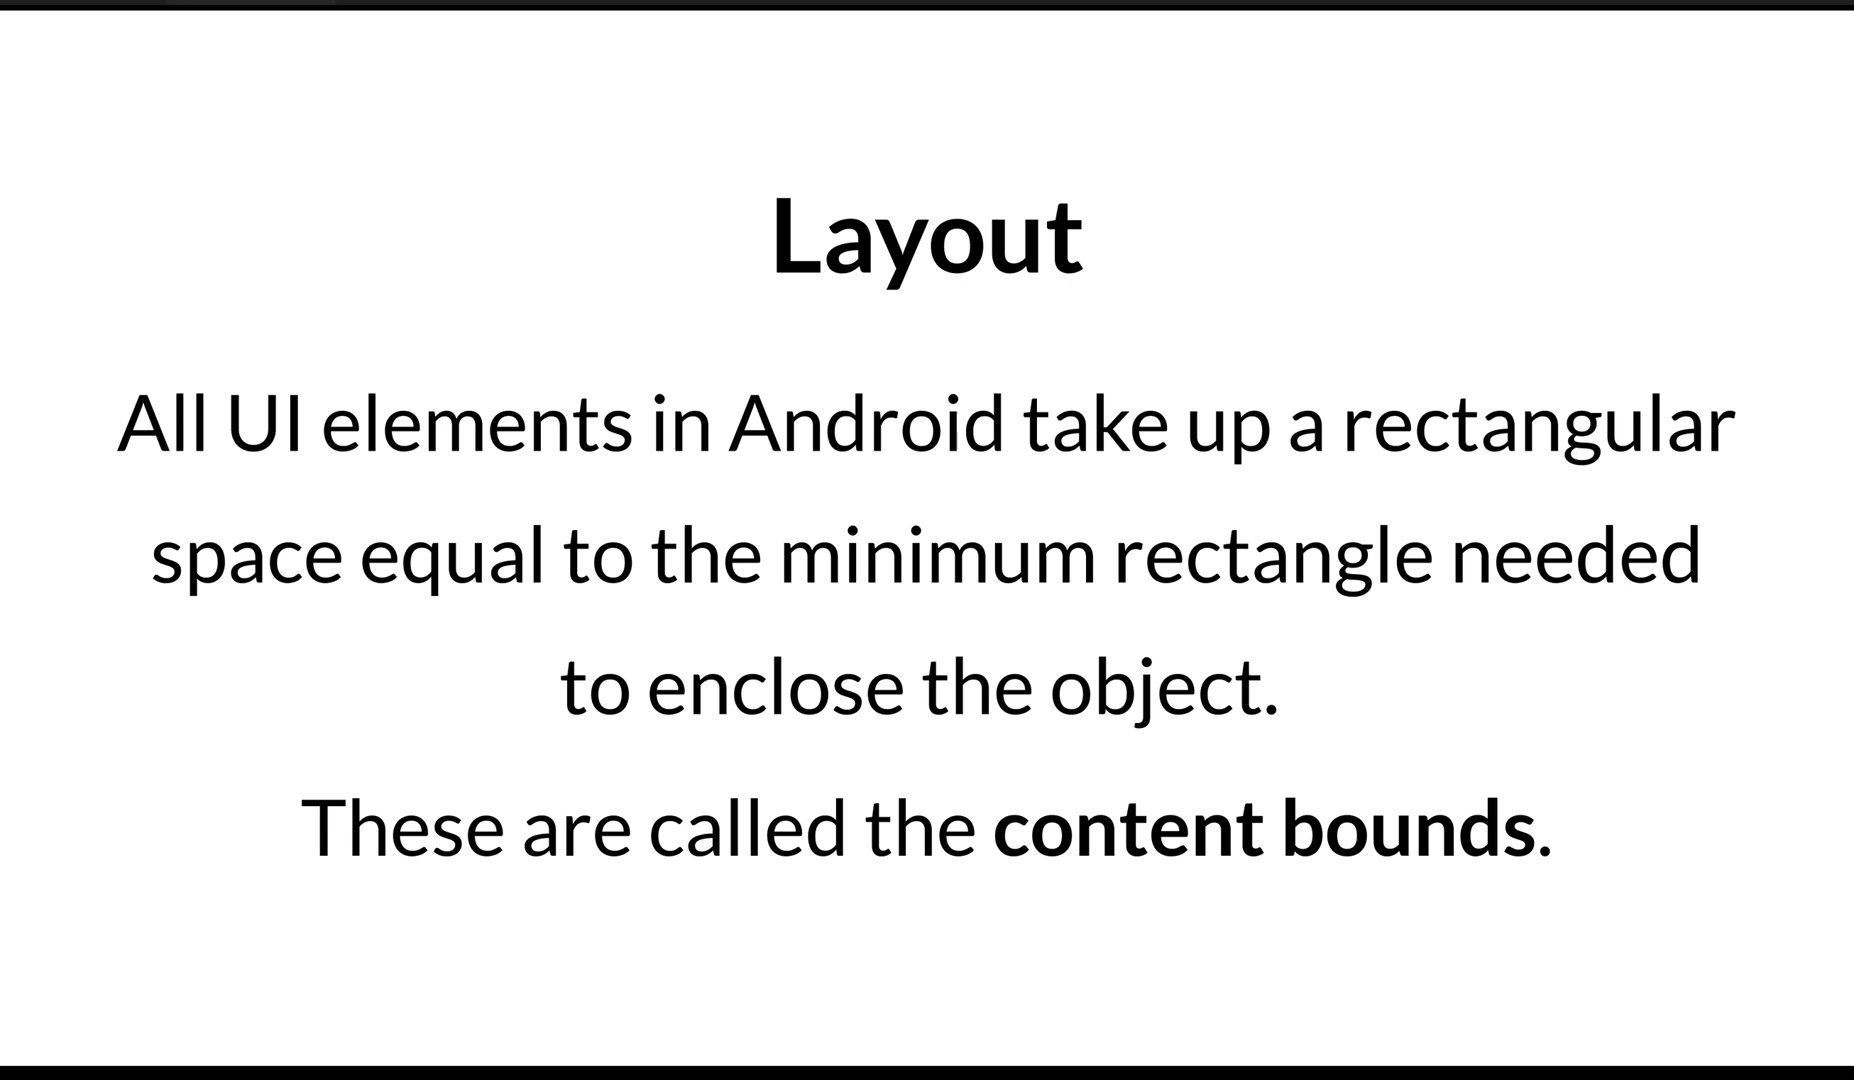 Layout
All UI elements in Android take up a rectangular
space equal to the minimum rectangle needed
to enclose the object.
These are called the content bounds.